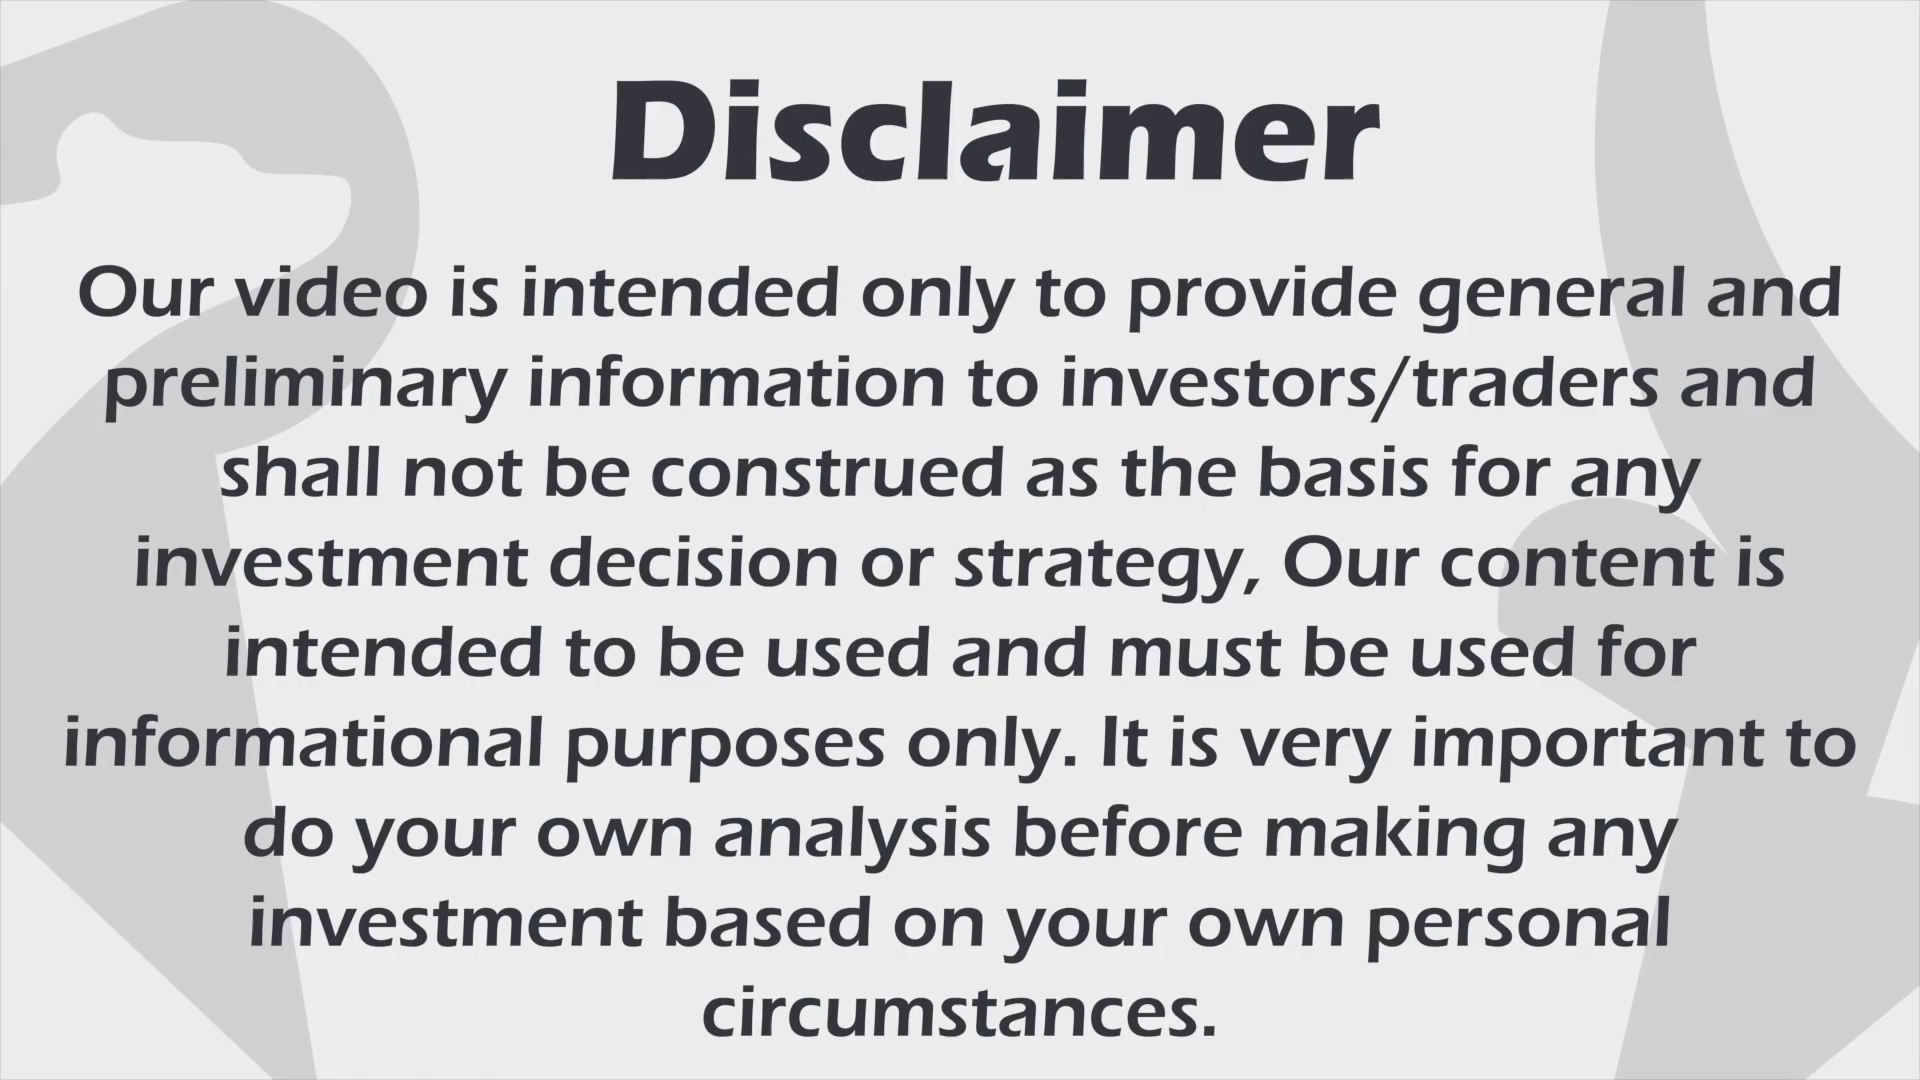 Disclaimer
Our video is intended only to provide general and
preliminary information to investors/traders and
shall not be construed as the basis for any
investment decision or strategy, Our content is
intended to be used and must be used for
informational purposes only. It is very important to
do your own analysis before making any
investment based on your own personal
circumstances.